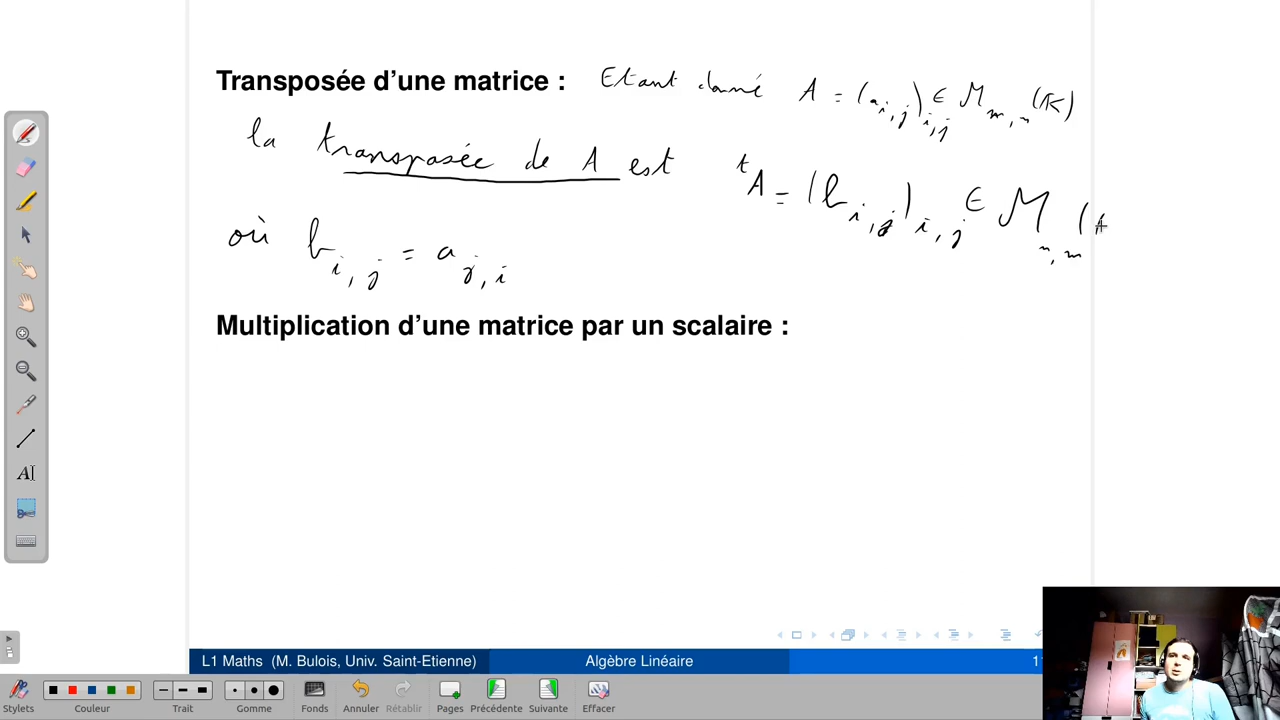 Transposée d'une matrice : Etant donné A = (a_{i,j})_{i,j} ∈ M_{m,n}(K)
la transposée de A est ^tA = (b_{i,j})_{i,j} ∈ M_{n,m}(
où b_{i,j} = a_{j,i}
Multiplication d'une matrice par un scalaire :
AI
L1 Maths (M. Bulois, Univ. Saint-Etienne) Algèbre Linéaire 11
Stylets Couleur Trait Gomme Fonds Annuler Rétablir Pages Précédente Suivante Effacer